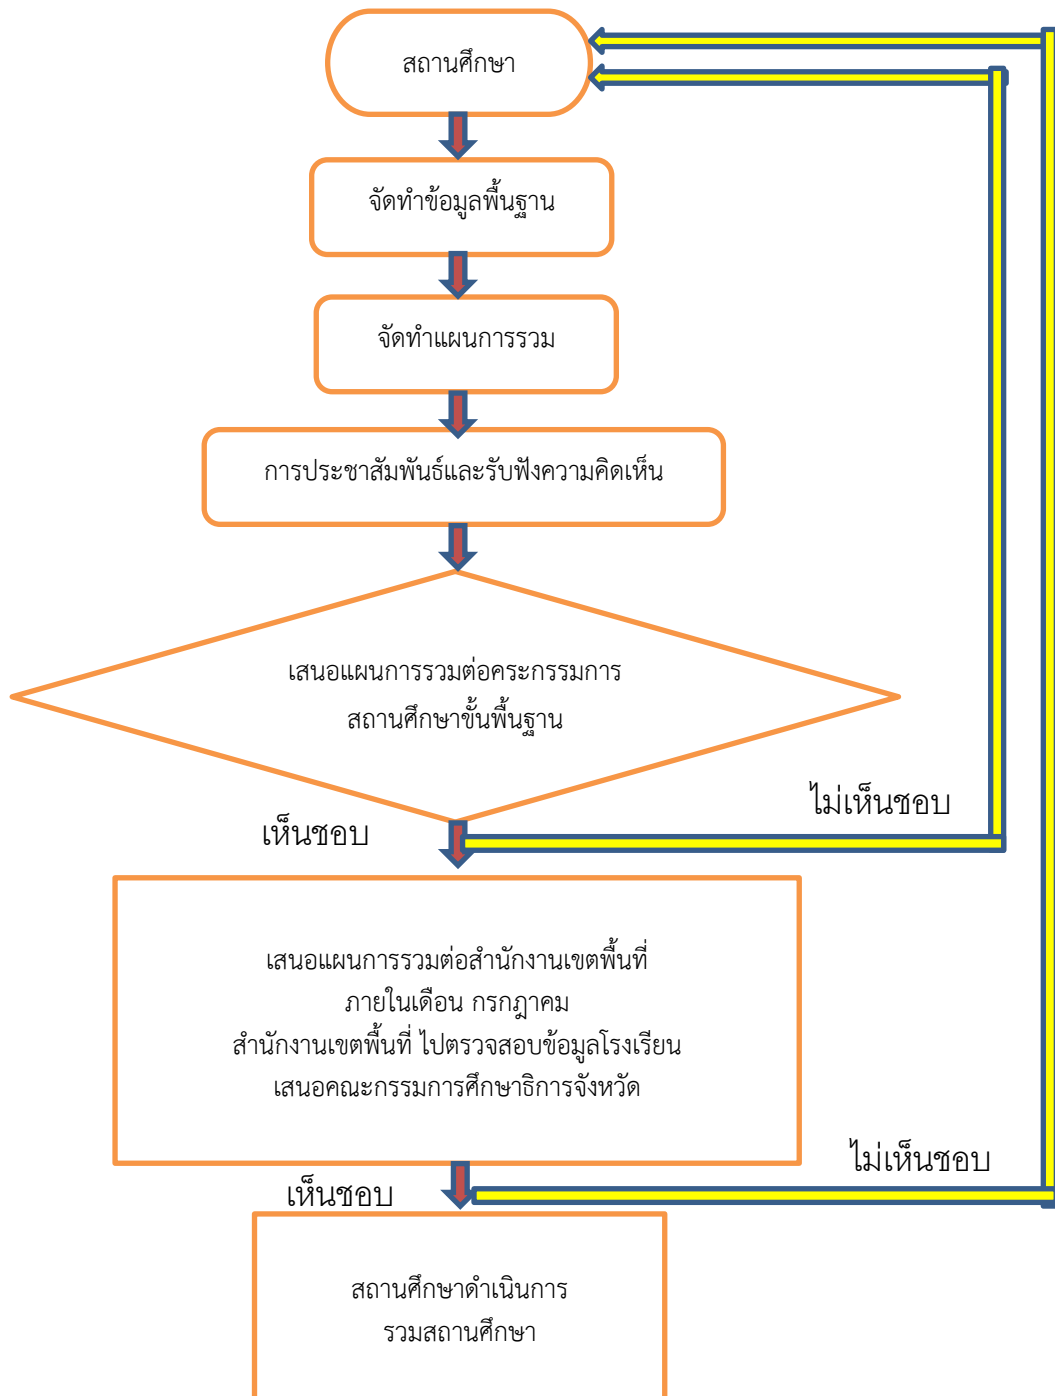 สถานศึกษา
จัดทำข้อมูลพื้นฐาน
จัดทำแผนการรวม
การประชาสัมพันธ์และรับฟังความคิดเห็น
เสนอแผนการรวมต่อคระกรรมการ
สถานศึกษาขั้นพื้นฐาน
ไม่เห็นชอบ
เห็นชอบ
เสนอแผนการรวมต่อสำนักงานเขตพื้นที่
ภายในเดือน กรกฎาคม
สำนักงานเขตพื้นที่ ไปตรวจสอบข้อมูลโรงเรียน
เสนอคณะกรรมการศึกษาธิการจังหวัด
ไม่เห็นชอบ
เห็นชอบ
สถานศึกษาดำเนินการ
รวมสถานศึกษา